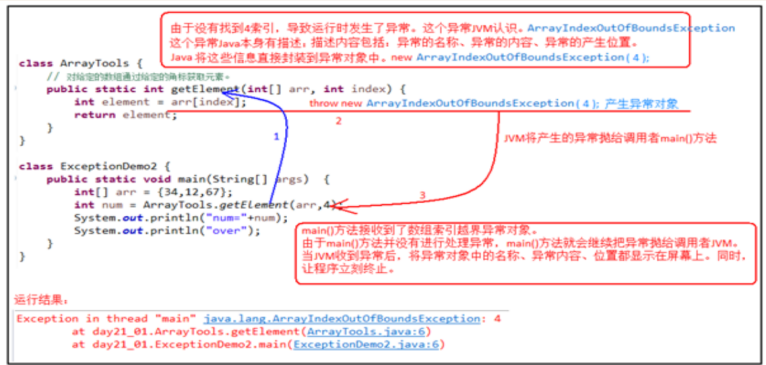 由于没有找到4索引，导致运行时发生了异常。这个异常JVM认识。ArrayIndexOutOfBoundsException
这个异常Java本身有描述：描述内容包括：异常的名称、异常的内容、异常的产生位置。
Java 将这些信息直接封装到异常对象中。new ArrayIndexOutOfBoundsException(4);
class ArrayTools {
// 对给定的数组通过给定的角标获取元素。
public static int getElement(int[] arr, int index) {
int element = arr[index];
throw new ArrayIndexOutOfBoundsException(4); 产生异常对象
return element;
2
}
}
1
JVM将产生的异常抛给调用者main()方法
class ExceptionDemo2 {
public static void main(String[] args) {
int[] arr = {34,12,67};
3
int num = ArrayTools.getElement(arr,4)
System.out.println("num="+num);
System.out.println("over");
}
}
main()方法接收到了数组索引越界异常对象。
由于main()方法并没有进行处理异常，main()方法就会继续把异常抛给调用者JVM。
当JVM收到异常后，将异常对象中的名称、异常内容、位置都显示在屏幕上。同时，
让程序立刻终止。
运行结果：
Exception in thread "main" java.lang.ArrayIndexOutOfBoundsException: 4
at day21_01.ArrayTools.getElement(ArrayTools.java:6)
at day21_01.ExceptionDemo2.main(ExceptionDemo2.java:6)